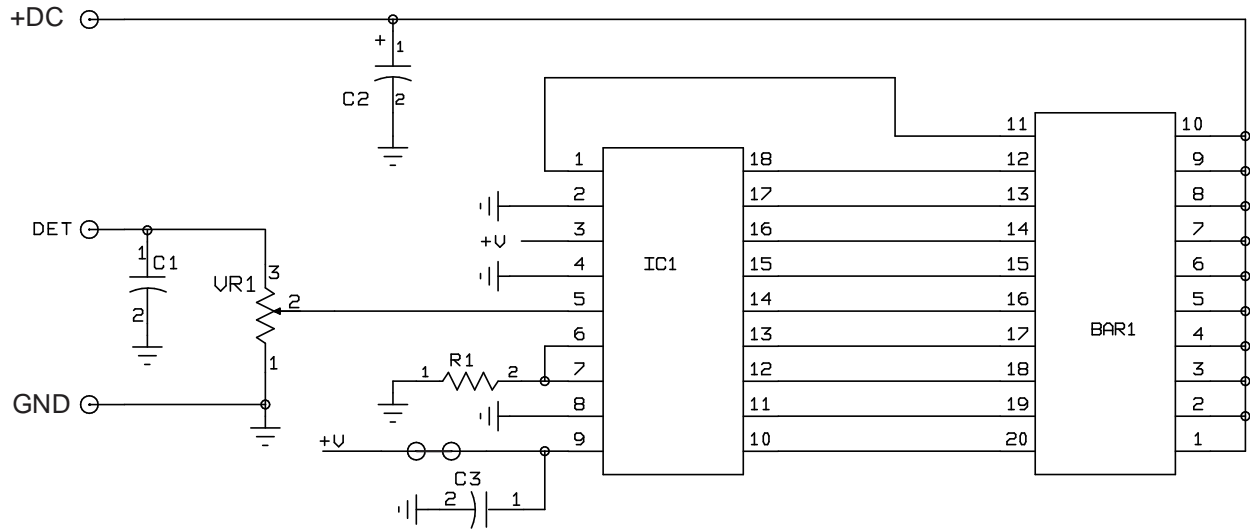 +DC
+ 1
C2 2
11 10
1 18 12 9
2 17 13 8
DET +V 3 16 14 7
1 C1 4 IC1 15 15 6
3
VR1 2 5 14 16 5
2
6 13 17 BAR1 4
1 1 R1 2 7 12 18 3
GND 8 11 19 2
+V 9 10 20 1
C3
2 1